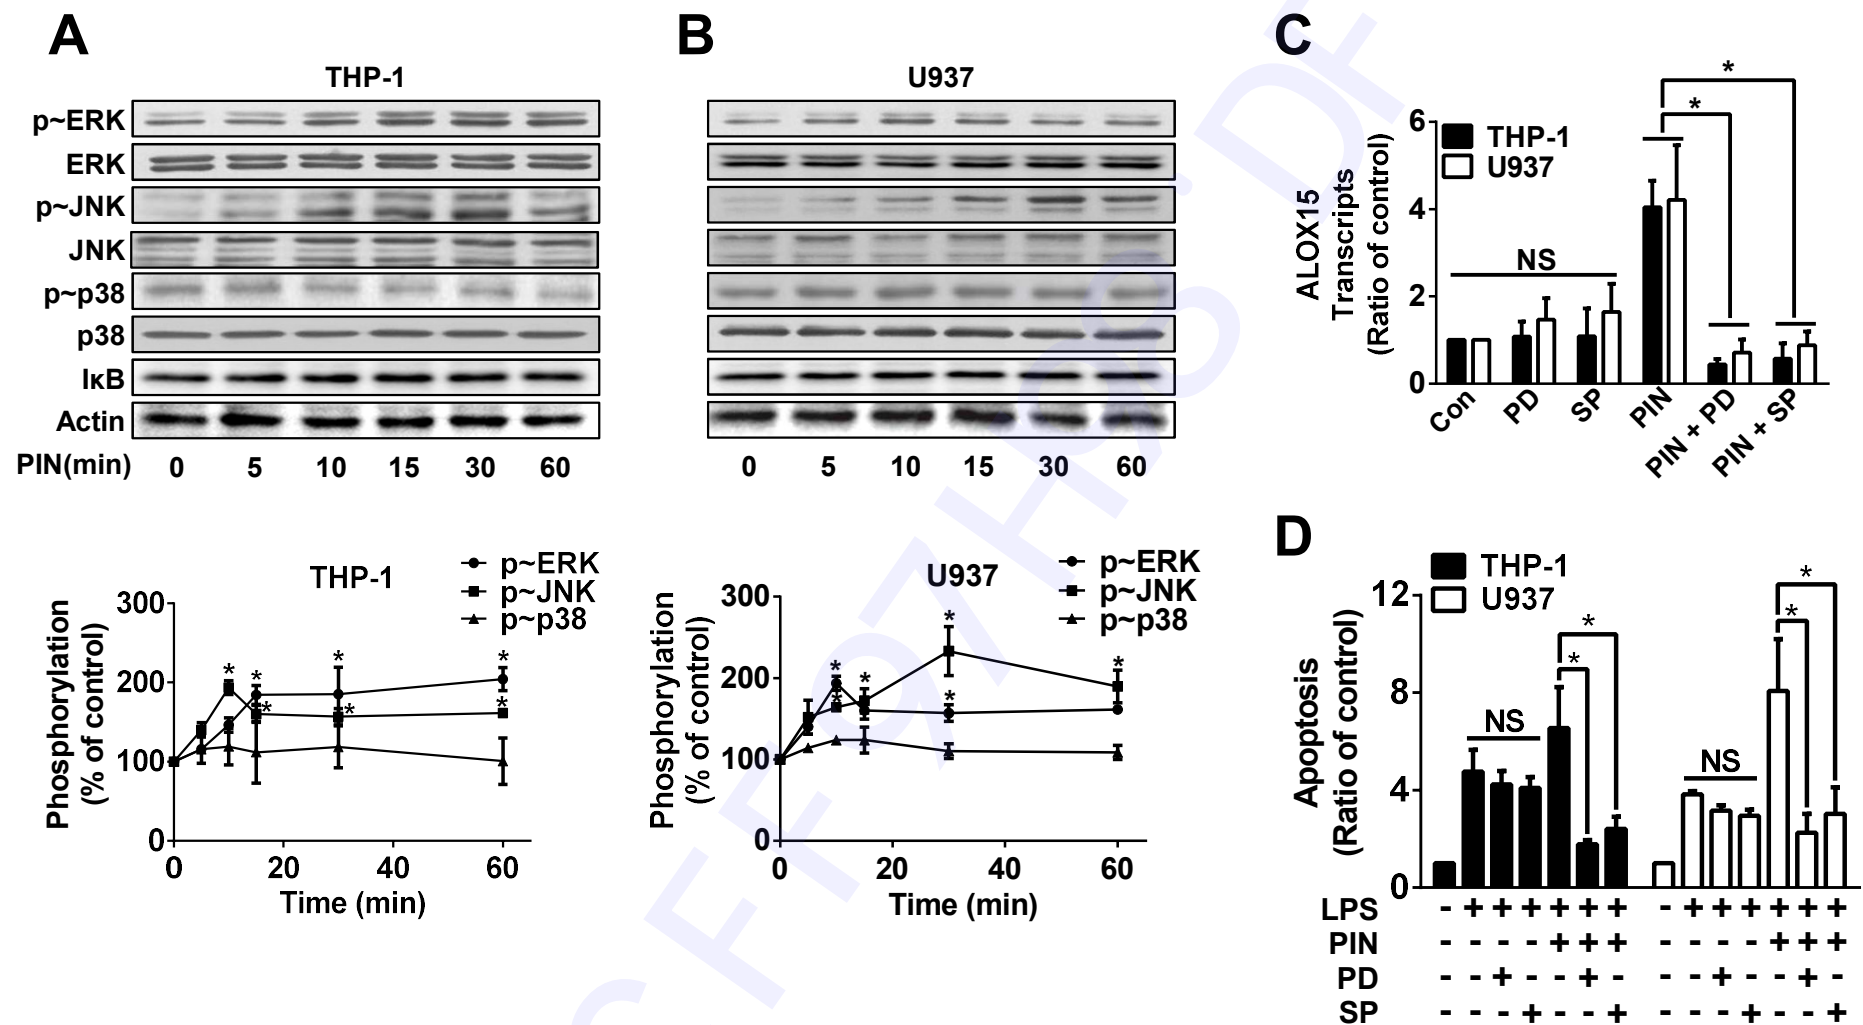 A
THP-1
p~ERK
ERK
p~JNK
JNK
p~p38
p38
IκB
Actin
PIN(min) 0 5 10 15 30 60
B
U937
0 5 10 15 30 60
THP-1
p~ERK
p~JNK
p~p38
Phosphorylation
(% of control)
300
200
100
0
* * * *
* * *
0 20 40 60
Time (min)
U937
p~ERK
p~JNK
p~p38
Phosphorylation
(% of control)
300
200
100
0
* * * *
* *
0 20 40 60
Time (min)
C
*
*
THP-1
U937
NS
ALOX15
Transcripts
(Ratio of control)
6
4
2
0
Con PD SP PIN PIN + PD PIN + SP
D
THP-1
U937
Apoptosis
(Ratio of control)
12
8
4
0
NS * *
NS * *
LPS - + + + + + + - + + + + + +
PIN - - - - + + + - - - - + + +
PD - - + - - + - - - + - - + -
SP - - - + - - + - - - + - - +